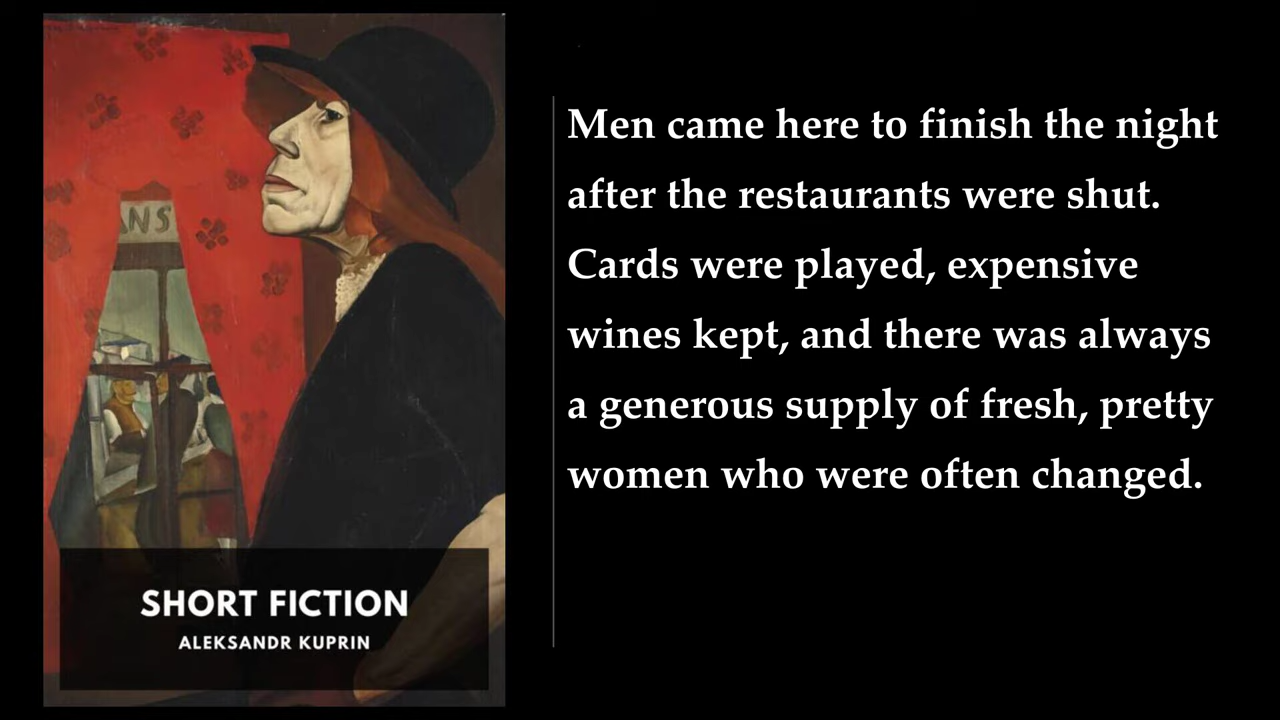 NS
SHORT FICTION
ALEKSANDR KUPRIN
Men came here to finish the night
after the restaurants were shut.
Cards were played, expensive
wines kept, and there was always
a generous supply of fresh, pretty
women who were often changed.